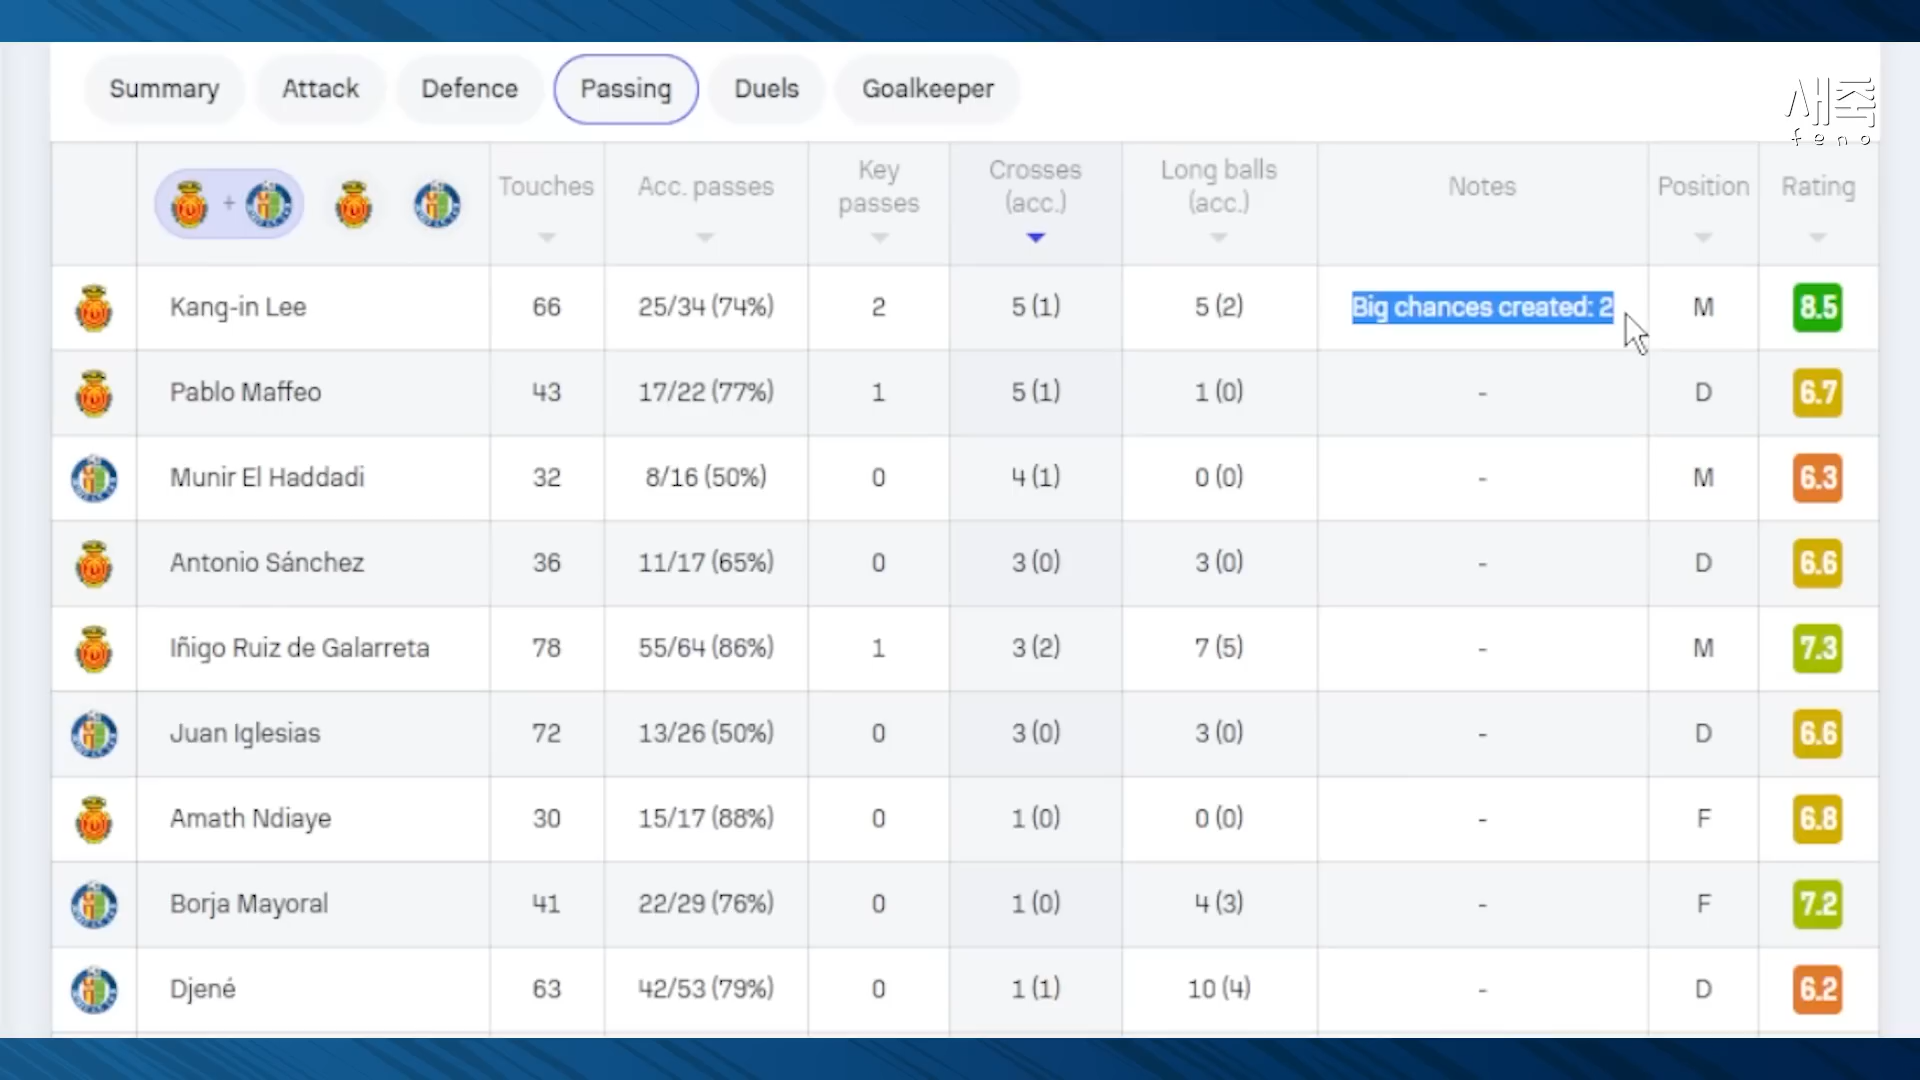 Summary Attack Defence Passing Duels Goalkeeper
새축
feno
+ Touches Acc. passes Key passes Crosses (acc.) Long balls (acc.) Notes Position Rating
Kang-in Lee 66 25/34 (74%) 2 5 (1) 5 (2) Big chances created: 2 M 8.5
Pablo Maffeo 43 17/22 (77%) 1 5 (1) 1 (0) - D 6.7
Munir El Haddadi 32 8/16 (50%) 0 4 (1) 0 (0) - M 6.3
Antonio Sánchez 36 11/17 (65%) 0 3 (0) 3 (0) - D 6.6
Iñigo Ruiz de Galarreta 78 55/64 (86%) 1 3 (2) 7 (5) - M 7.3
Juan Iglesias 72 13/26 (50%) 0 3 (0) 3 (0) - D 6.6
Amath Ndiaye 30 15/17 (88%) 0 1 (0) 0 (0) - F 6.8
Borja Mayoral 41 22/29 (76%) 0 1 (0) 4 (3) - F 7.2
Djené 63 42/53 (79%) 0 1 (1) 10 (4) - D 6.2